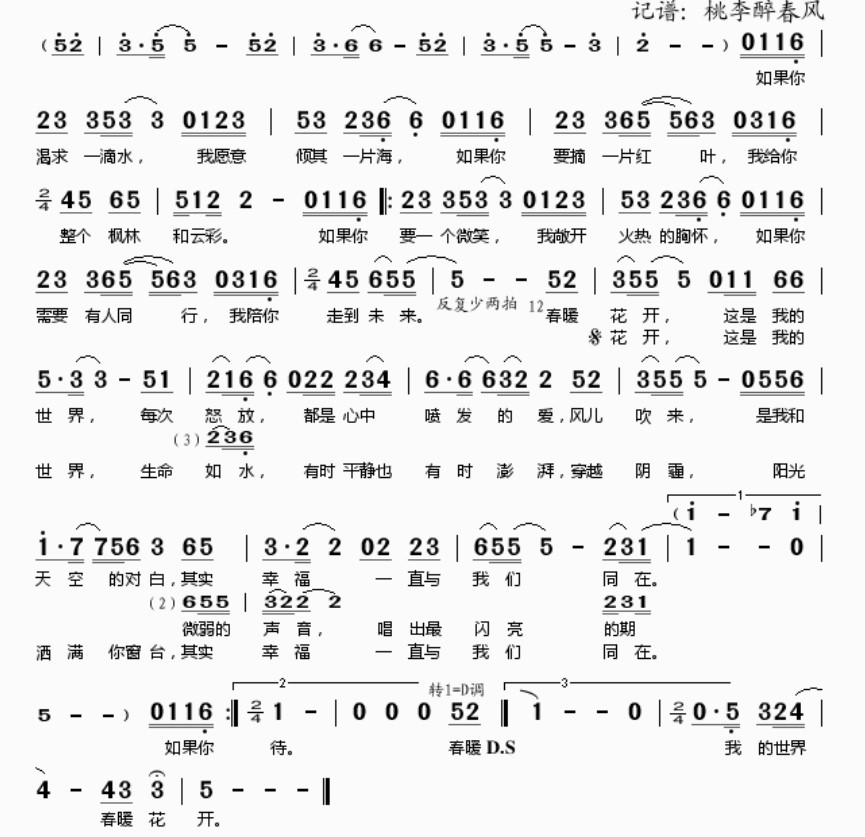 记谱：桃李醉春风
( 5̇2̇ | 3̇·5̇ 5̇ - 5̇2̇ | 3̇·6̇ 6̇ - 5̇2̇ | 3̇·5̇ 5̇ - 3̇ | 2̇ - - ) 0116 |
如果你
23 353 3 0123 | 53 236 6 0116 | 23 365 563 0316 |
渴求 一滴水， 我愿意 倾其 一片海， 如果你 要摘 一片红 叶，我给你
2/4 45 65 | 512 2 - 0116 ‖: 23 353 3 0123 | 53 236 6 0116 |
整个 枫林 和云彩。 如果你 要一 个微笑， 我敞开 火热 的胸怀， 如果你
23 365 563 0316 | 2/4 45 655 | 5 - - 52 | 355 5 011 66 |
反复少两拍 12
需要 有人同 行，我陪你 走到 未 来。 春暖 花 开， 这是 我的
𝄋 花 开， 这是 我的
5·3 3 - 51 | 216 6 022 234 | 6·6 632 2 52 | 355 5 - 0556 |
世 界， 每次 怒 放， 都是 心中 喷 发 的 爱，风儿 吹 来， 是我和
(3) 236
世 界， 生命 如 水， 有时 平静也 有 时 澎 湃，穿越 阴 霾， 阳光
1
( 1̇ - ♭7 1̇ |
1̇·7 756 3 65 | 3·2 2 02 23 | 655 5 - 231 | 1 - - 0 |
天 空 的对 白，其实 幸 福 一 直与 我 们 同 在。
(2) 655 | 322 2 231
微弱的 声 音， 唱 出最 闪 亮 的期
洒 满 你窗 台，其实 幸 福 一 直与 我 们 同 在。
2 转1=D调 3
5 - - ) 0116 :‖ 2/4 1 - | 0 0 0 52 ‖ 1 - - 0 | 2/4 0·5 324 |
如果你 待。 春暖 D.S 我 的世界
4 - 43 3 | 5 - - - ‖
春暖 花 开。